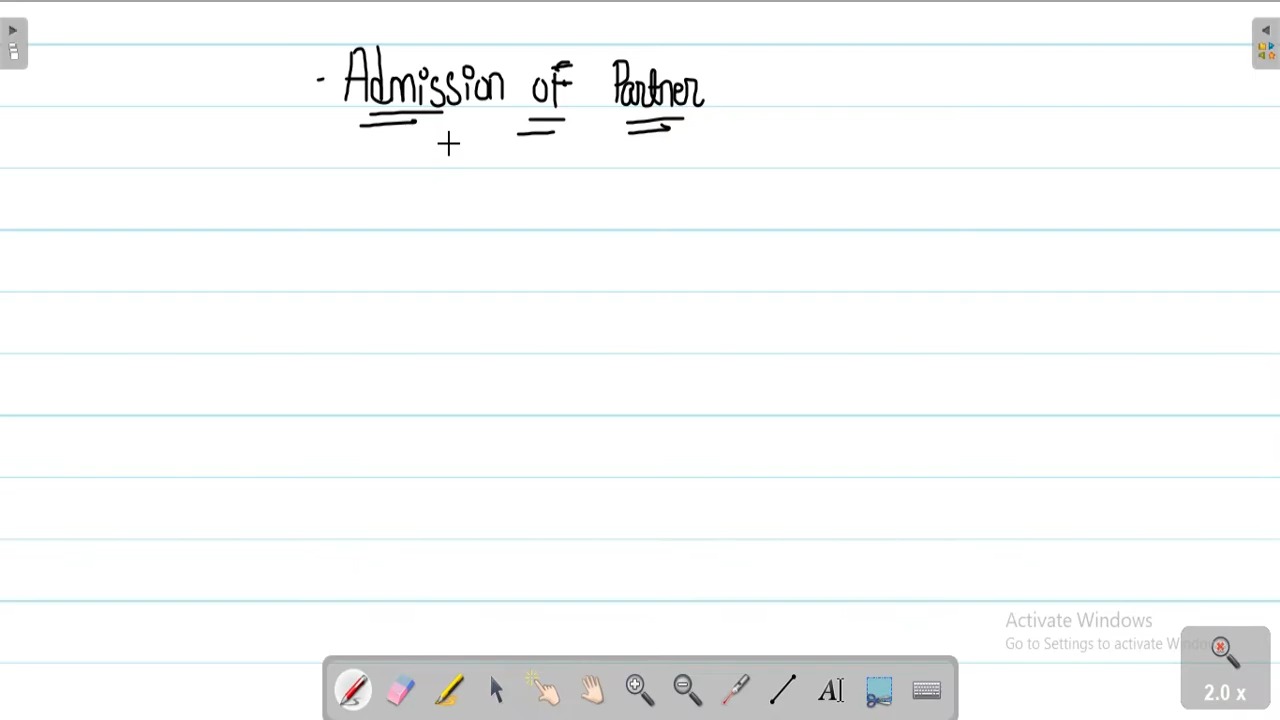 - Admission of Partner
Activate Windows
Go to Settings to activate Windows.
2.0 x